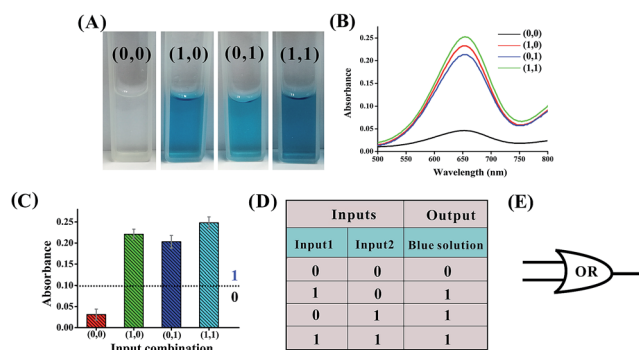 (A)
(0,0) (1,0) (0,1) (1,1)
(B)
Absorbance
0.25
0.20
0.15
0.10
0.05
0.00
500 550 600 650 700 750 800
Wavelength (nm)
(0,0)
(1,0)
(0,1)
(1,1)
(C)
Absorbance
0.25
0.20
0.15
0.10
0.05
0.00
1
0
(0,0) (1,0) (0,1) (1,1)
Input combination
(D)
Inputs Output
Input1 Input2 Blue solution
0 0 0
1 0 1
0 1 1
1 1 1
(E)
OR